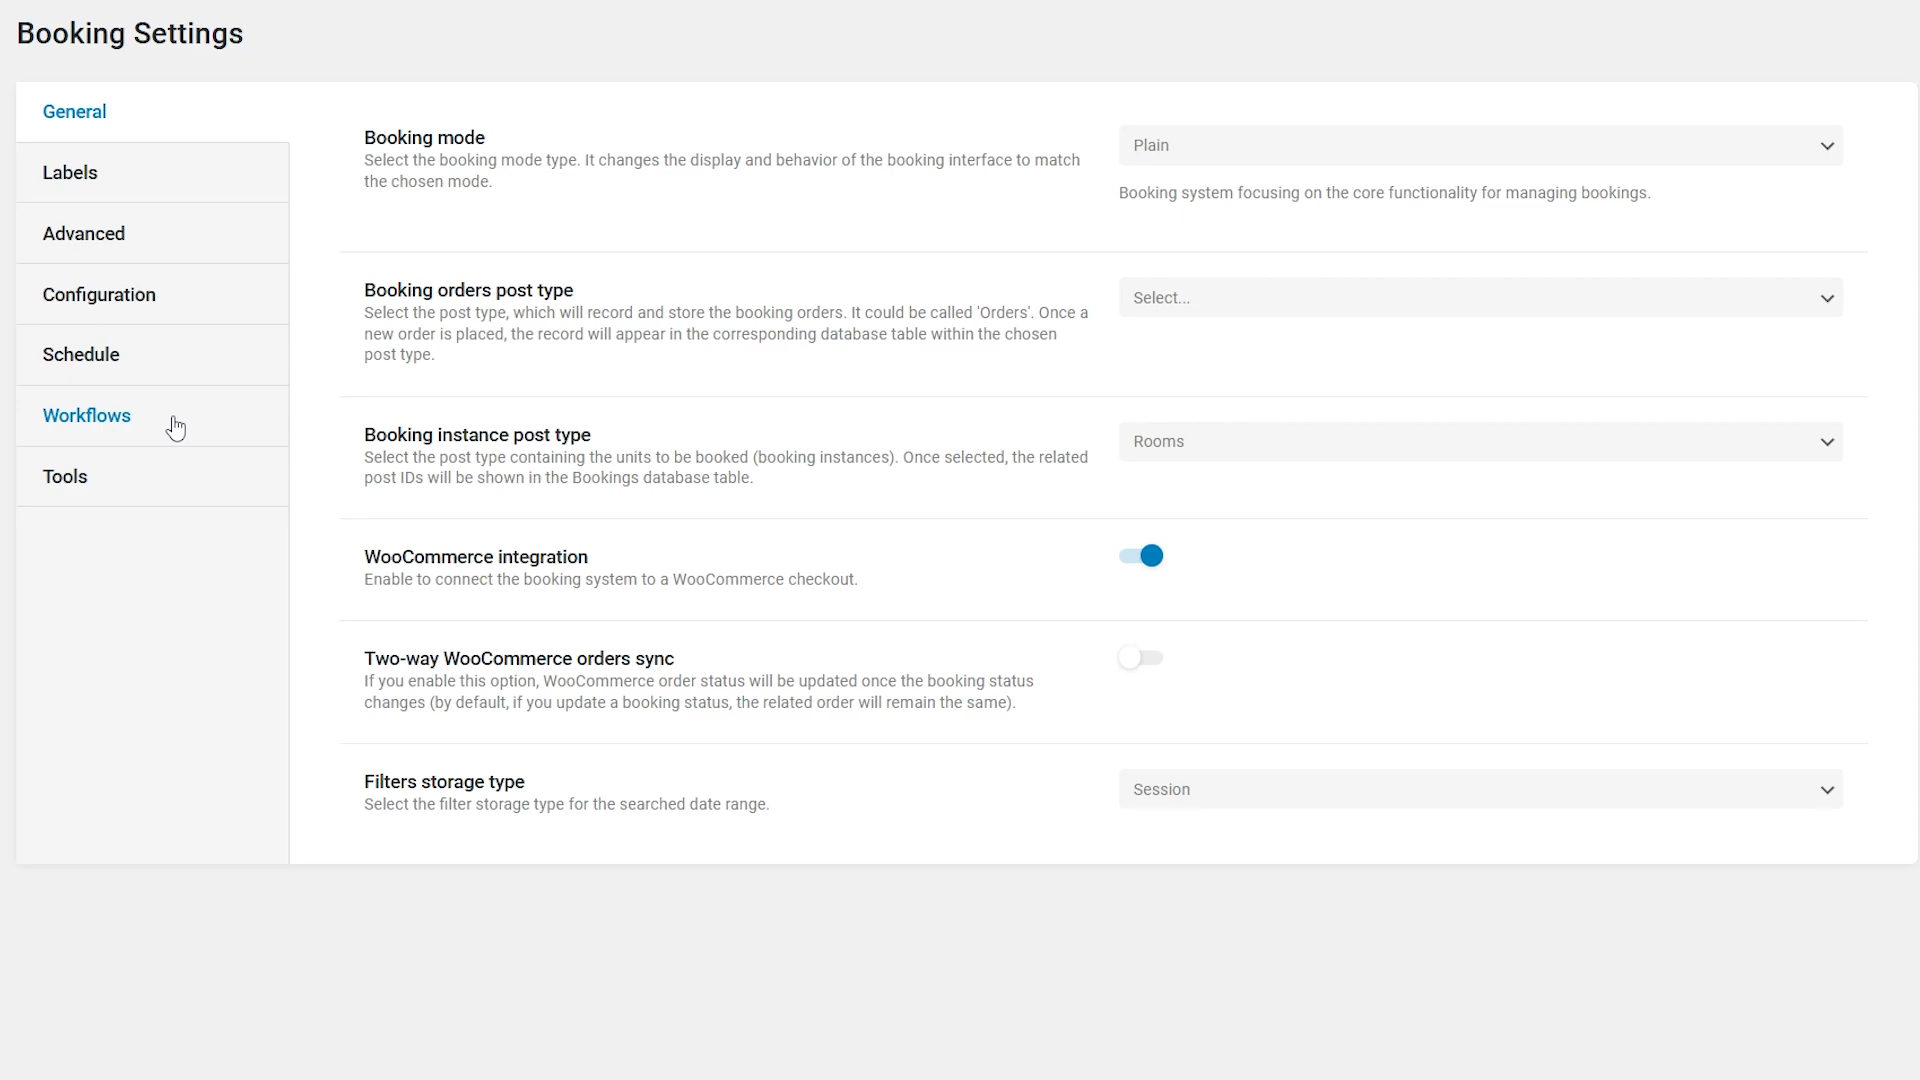 Booking Settings
General
Labels
Advanced
Configuration
Schedule
Workflows
Tools
Booking mode
Select the booking mode type. It changes the display and behavior of the booking interface to match
the chosen mode.
Plain
Booking system focusing on the core functionality for managing bookings.
Booking orders post type
Select the post type, which will record and store the booking orders. It could be called 'Orders'. Once a
new order is placed, the record will appear in the corresponding database table within the chosen
post type.
Select...
Booking instance post type
Select the post type containing the units to be booked (booking instances). Once selected, the related
post IDs will be shown in the Bookings database table.
Rooms
WooCommerce integration
Enable to connect the booking system to a WooCommerce checkout.
Two-way WooCommerce orders sync
If you enable this option, WooCommerce order status will be updated once the booking status
changes (by default, if you update a booking status, the related order will remain the same).
Filters storage type
Select the filter storage type for the searched date range.
Session